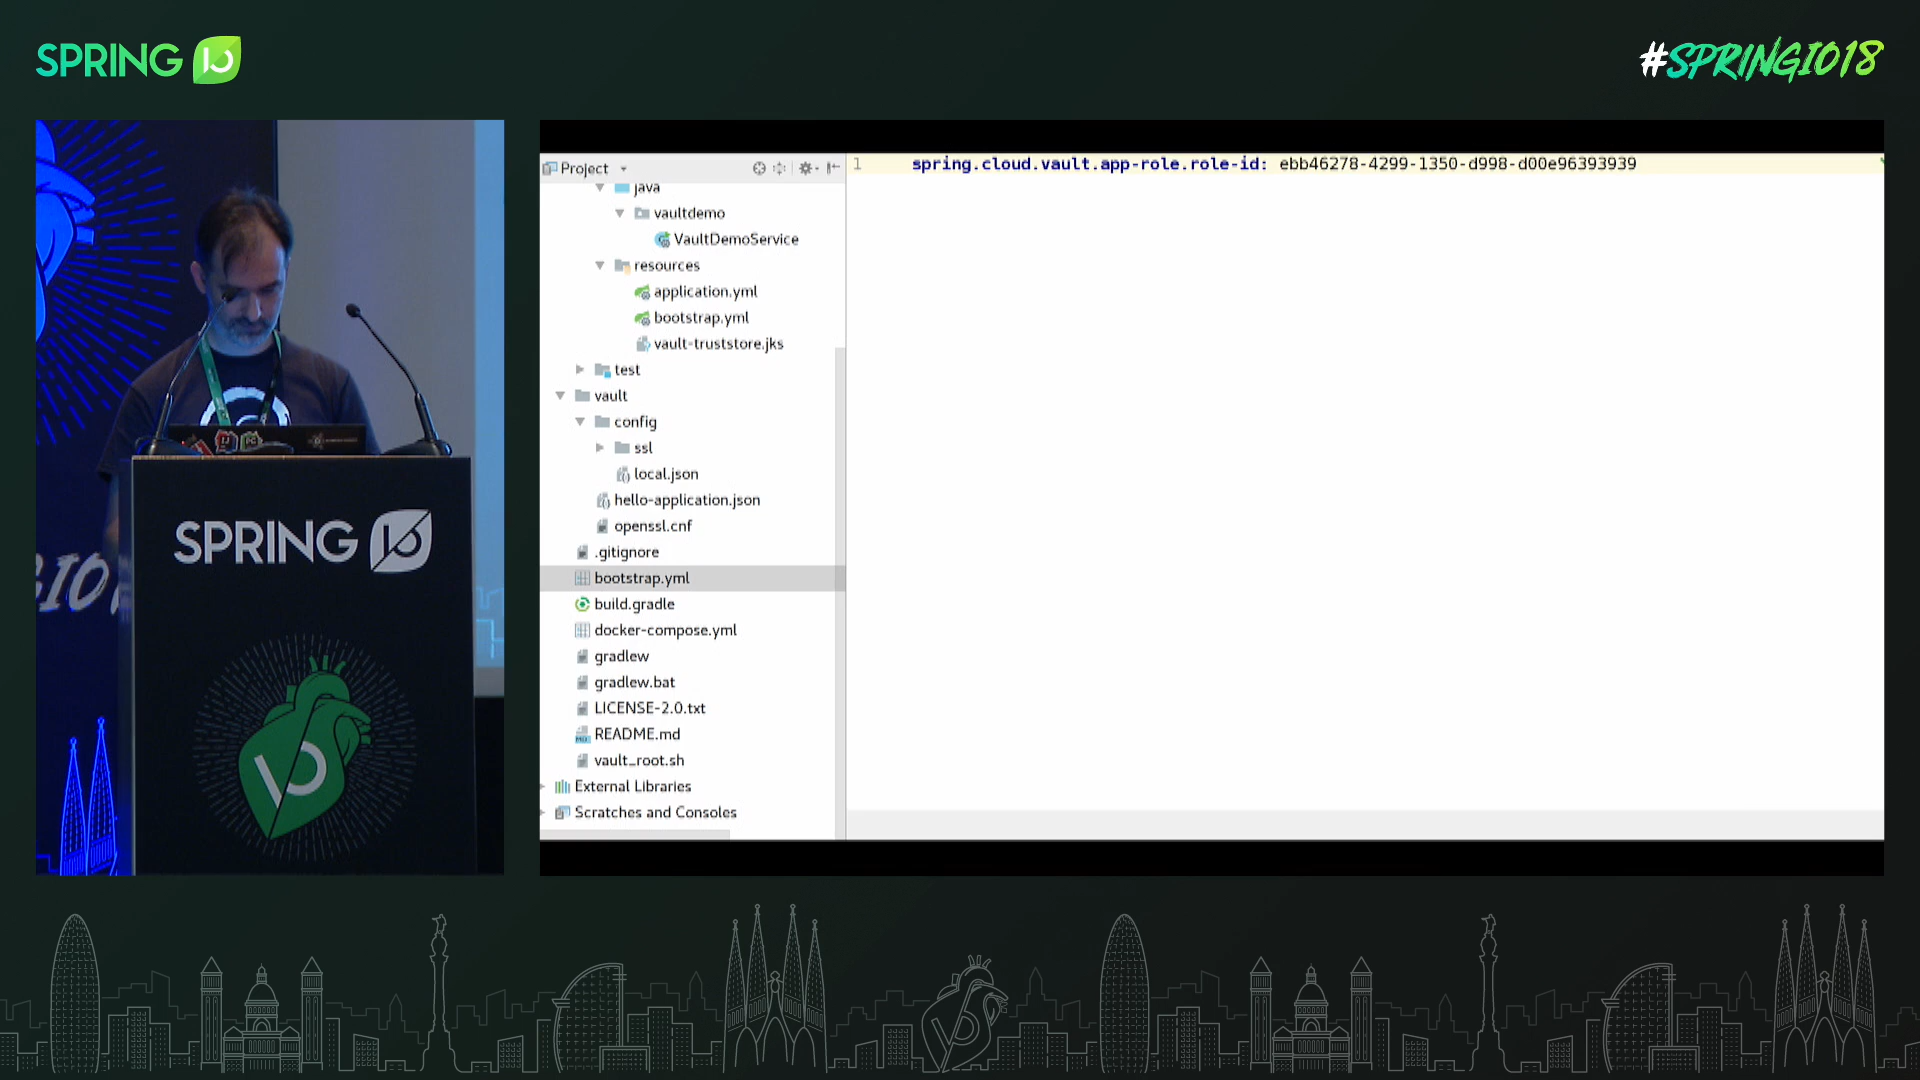 SPRING IO
#SPRINGIO18
Project
1 spring.cloud.vault.app-role.role-id: ebb46278-4299-1350-d998-d00e96393939
java
vaultdemo
VaultDemoService
resources
application.yml
bootstrap.yml
vault-truststore.jks
test
vault
config
ssl
local.json
hello-application.json
openssl.cnf
.gitignore
bootstrap.yml
build.gradle
docker-compose.yml
gradlew
gradlew.bat
LICENSE-2.0.txt
README.md
vault_root.sh
External Libraries
Scratches and Consoles
SPRING IO
GIO
IO